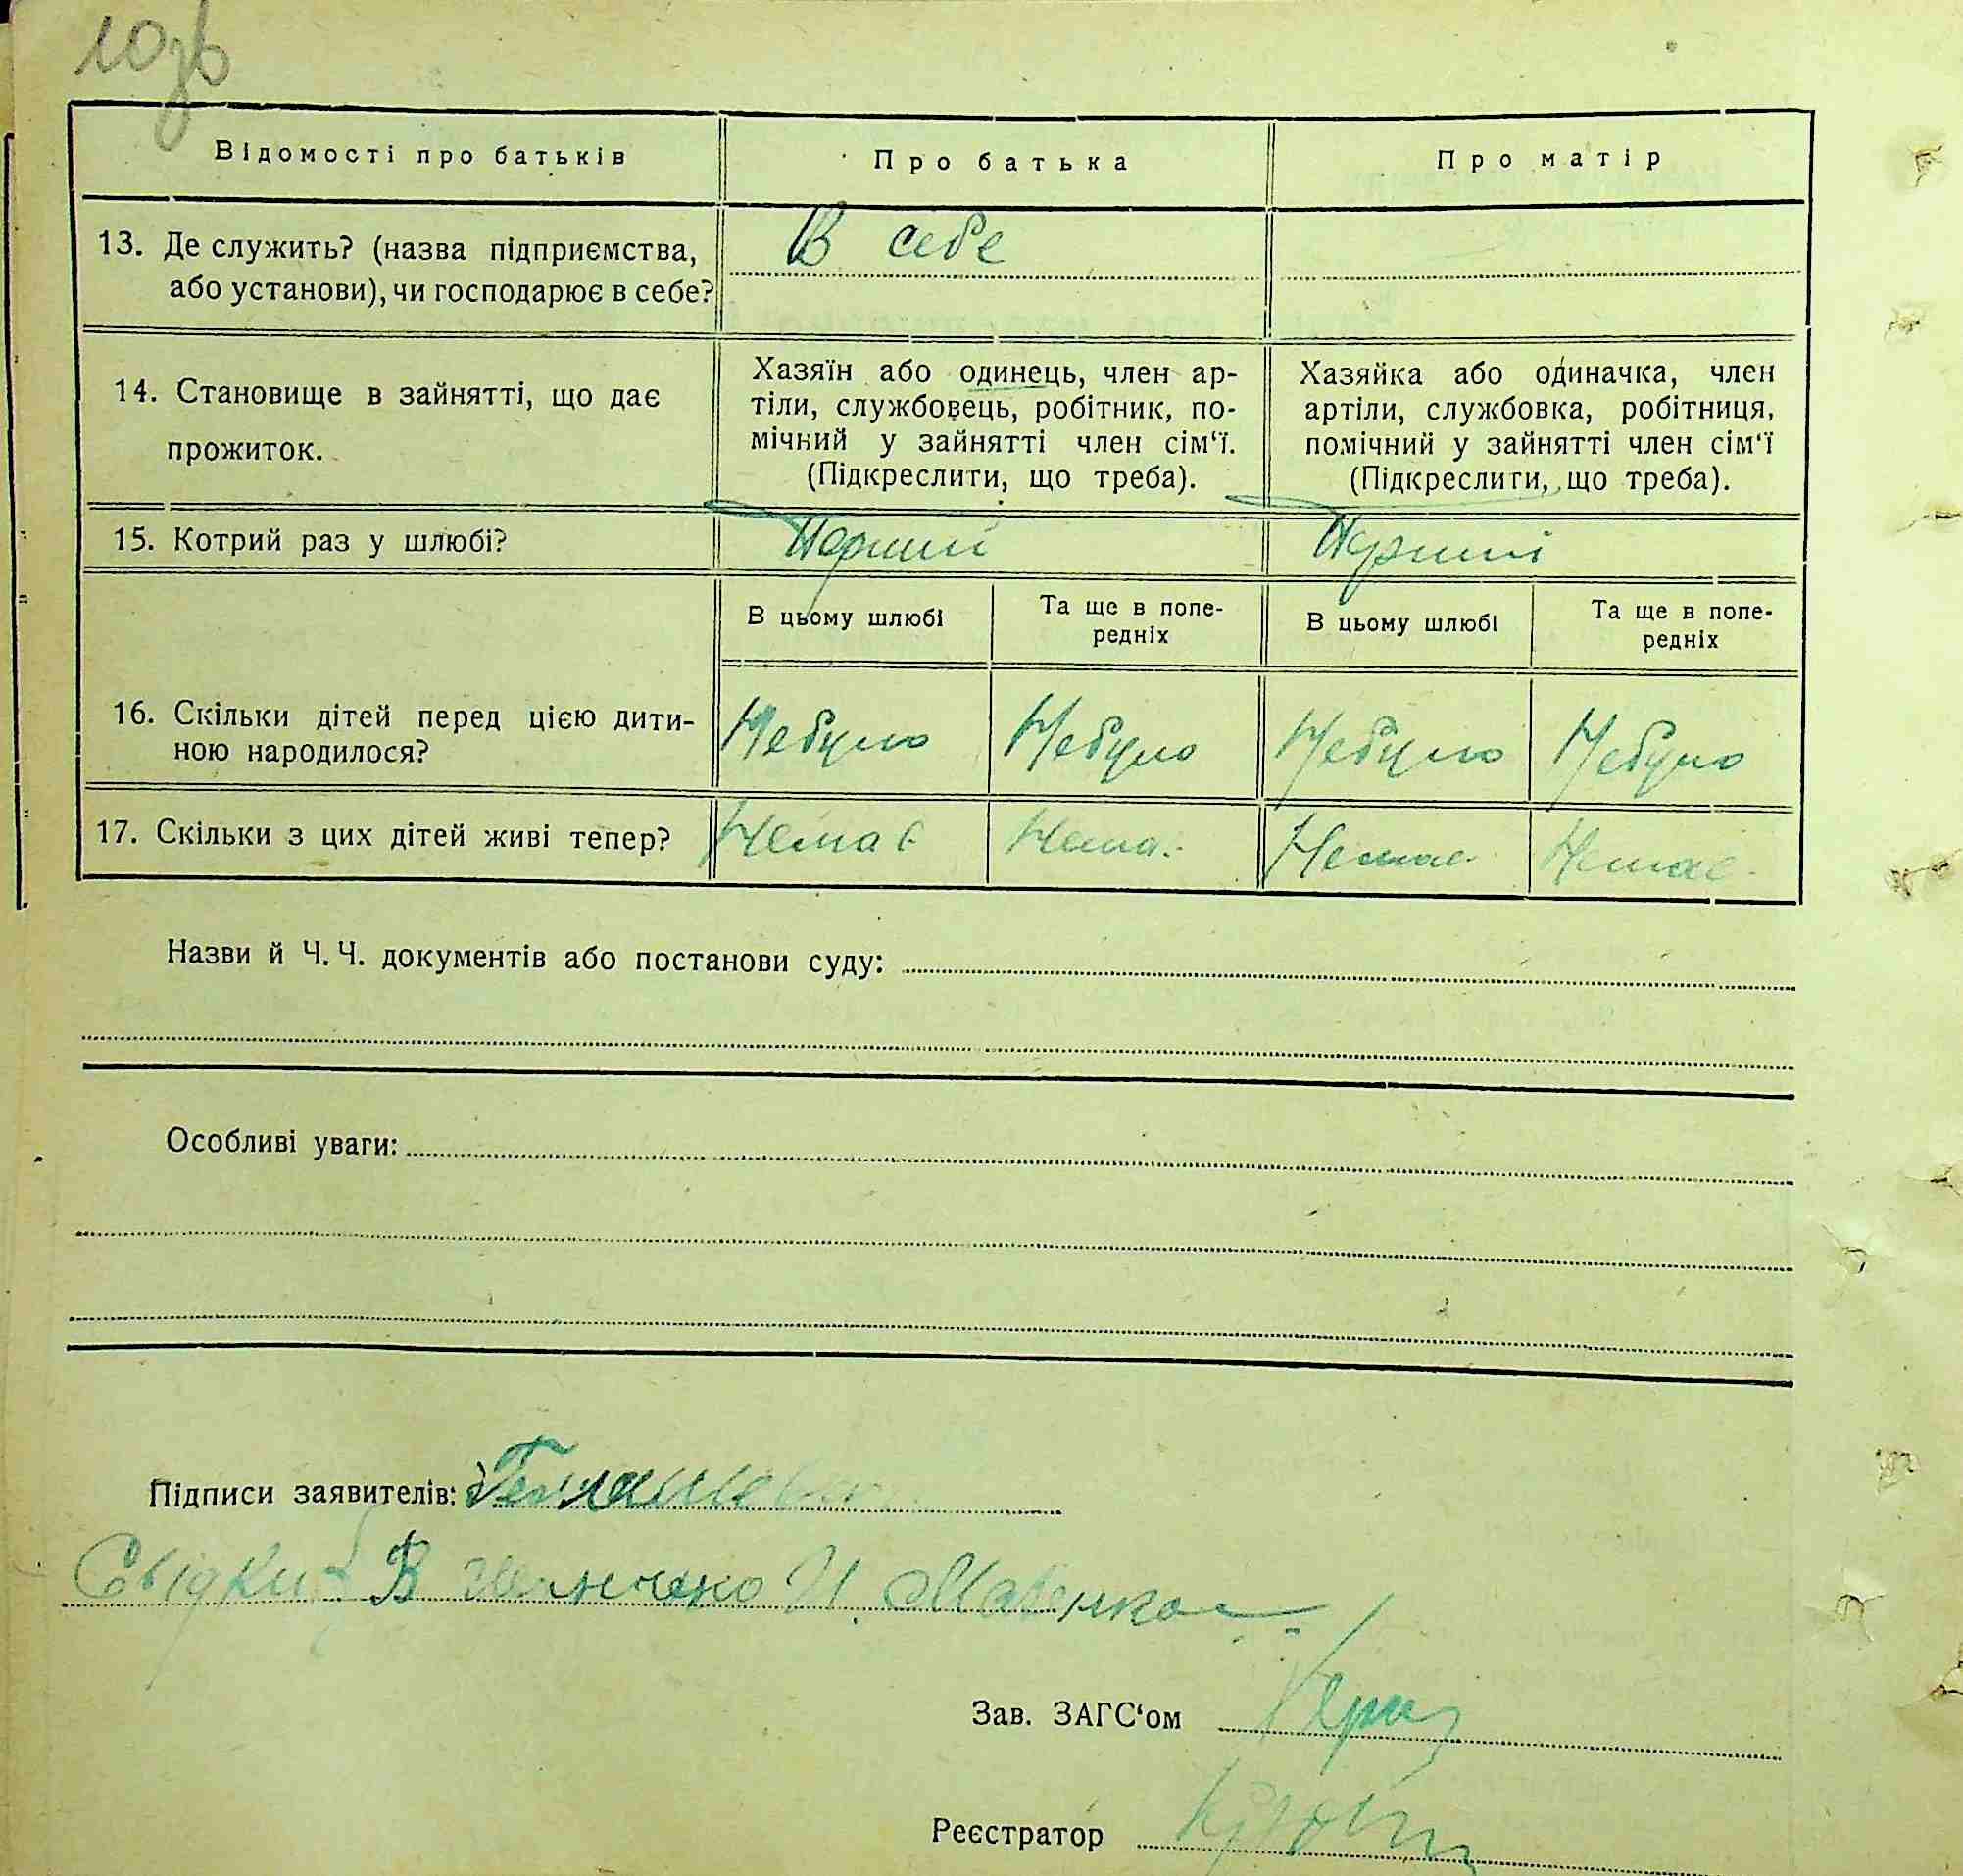 10зв
Відомості про батьків
Про батька
Про матір
13. Де служить? (назва підприємства,
або установи), чи господарює в себе?
В себе
14. Становище в зайнятті, що дає
прожиток.
Хазяїн або одинець, член ар-
тіли, службовець, робітник, по-
мічний у зайнятті член сім‘ї.
(Підкреслити, що треба).
Хазяйка або одиначка, член
артіли, службовка, робітниця,
помічний у зайнятті член сім‘ї
(Підкреслити, що треба).
15. Котрий раз у шлюбі?
Перший
Перший
В цьому шлюбі
Та ще в попе-
редніх
В цьому шлюбі
Та ще в попе-
редніх
16. Скільки дітей перед цією дити-
ною народилося?
Небуло
Небуло
Небуло
Небуло
17. Скільки з цих дітей живі тепер?
Немає
Нема.
Немає
Немає
Назви й Ч. Ч. документів або постанови суду:
Особливі уваги:
Підписи заявителів:
Свідки В И.
Зав. ЗАГС‘ом
Реєстратор